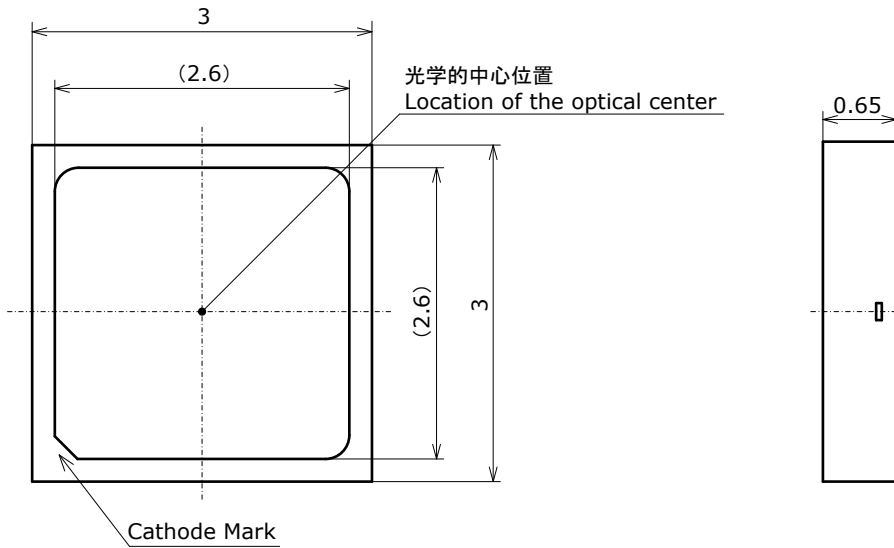 3
(2.6)
光学的中心位置
Location of the optical center
0.65
(2.6)
3
Cathode Mark